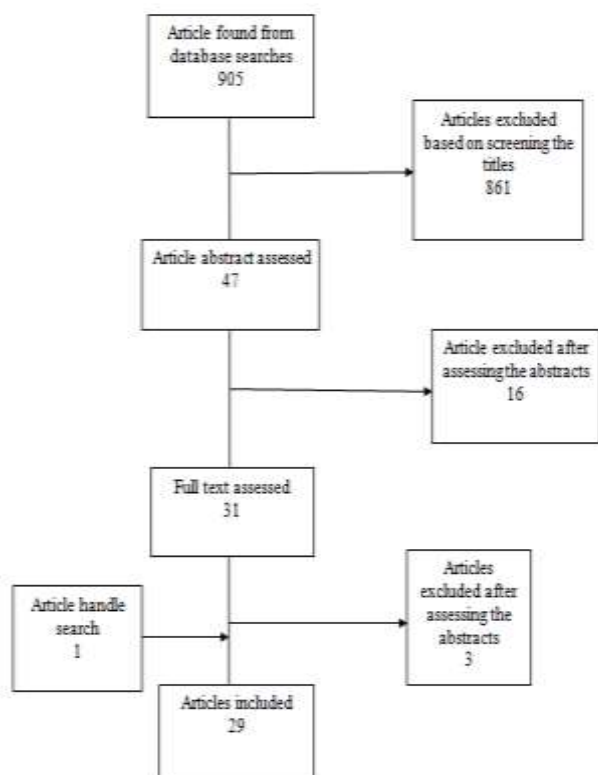 Article found from
database searches
905
Articles excluded
based on screening the
titles
861
Article abstract assessed
47
Article excluded after
assessing the abstracts
16
Full text assessed
31
Article handle
search
1
Articles
excluded after
assessing the
abstracts
3
Articles included
29